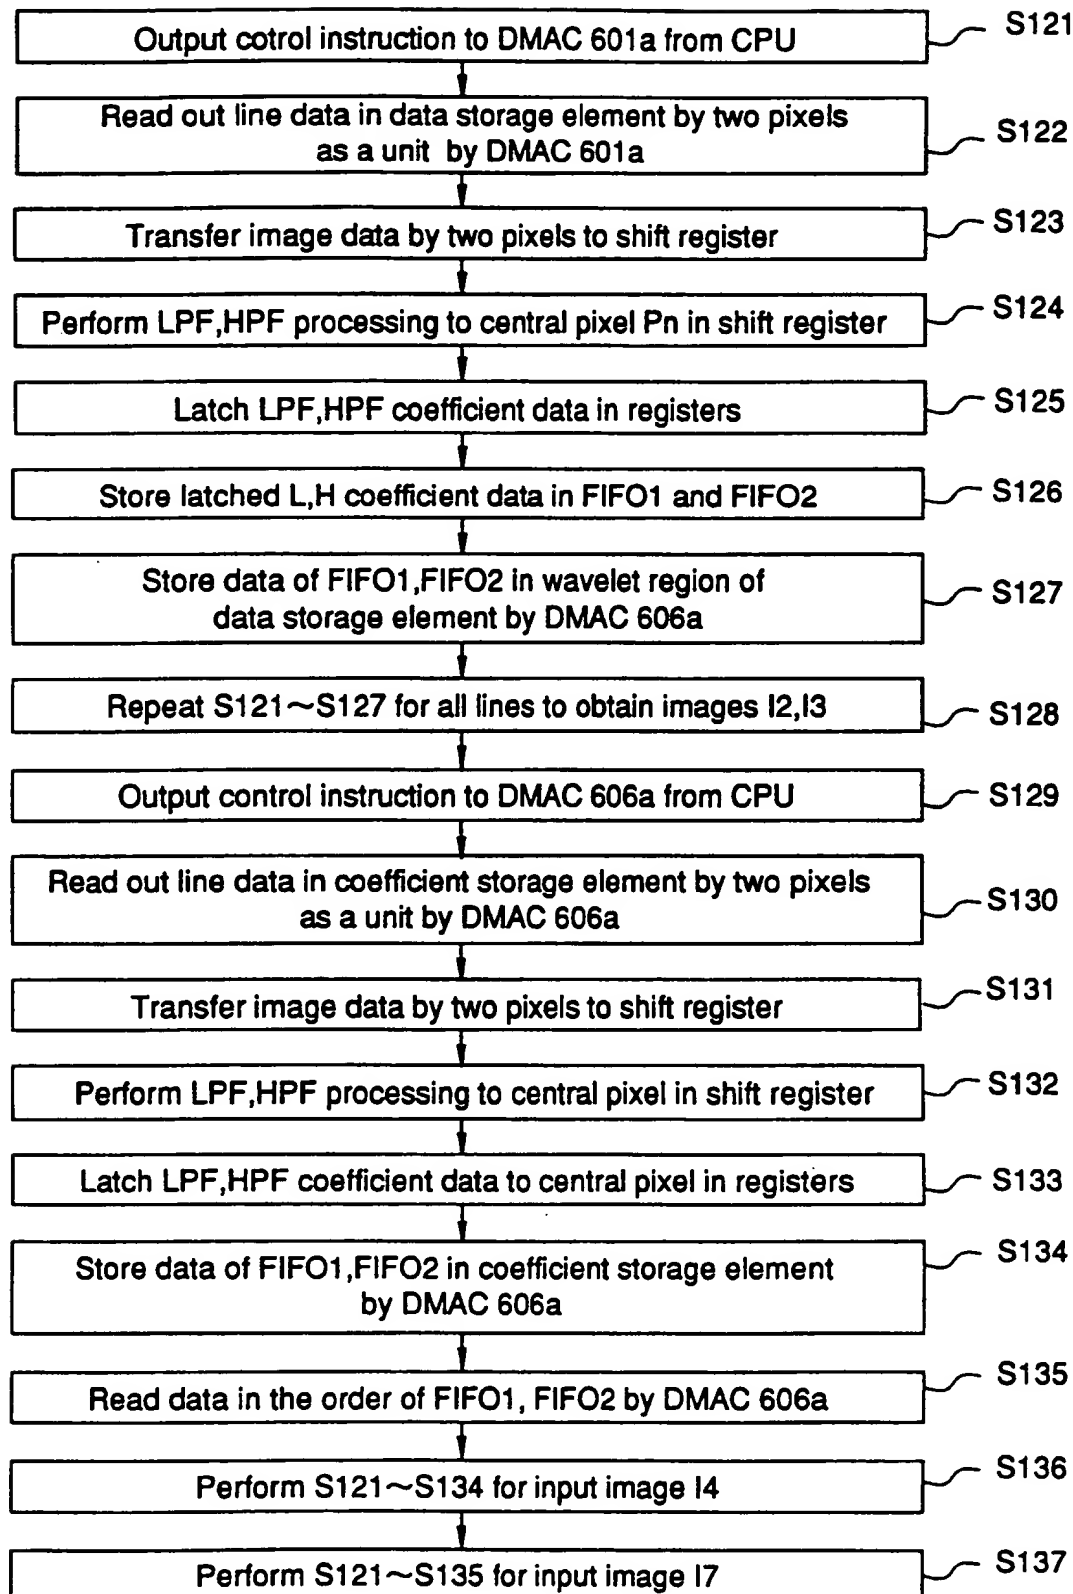 Output cotrol instruction to DMAC 601a from CPU
S121
Read out line data in data storage element by two pixels
as a unit by DMAC 601a
S122
Transfer image data by two pixels to shift register
S123
Perform LPF,HPF processing to central pixel Pn in shift register
S124
Latch LPF,HPF coefficient data in registers
S125
Store latched L,H coefficient data in FIFO1 and FIFO2
S126
Store data of FIFO1,FIFO2 in wavelet region of
data storage element by DMAC 606a
S127
Repeat S121~S127 for all lines to obtain images I2,I3
S128
Output control instruction to DMAC 606a from CPU
S129
Read out line data in coefficient storage element by two pixels
as a unit by DMAC 606a
S130
Transfer image data by two pixels to shift register
S131
Perform LPF,HPF processing to central pixel in shift register
S132
Latch LPF,HPF coefficient data to central pixel in registers
S133
Store data of FIFO1,FIFO2 in coefficient storage element
by DMAC 606a
S134
Read data in the order of FIFO1, FIFO2 by DMAC 606a
S135
Perform S121~S134 for input image I4
S136
Perform S121~S135 for input image I7
S137